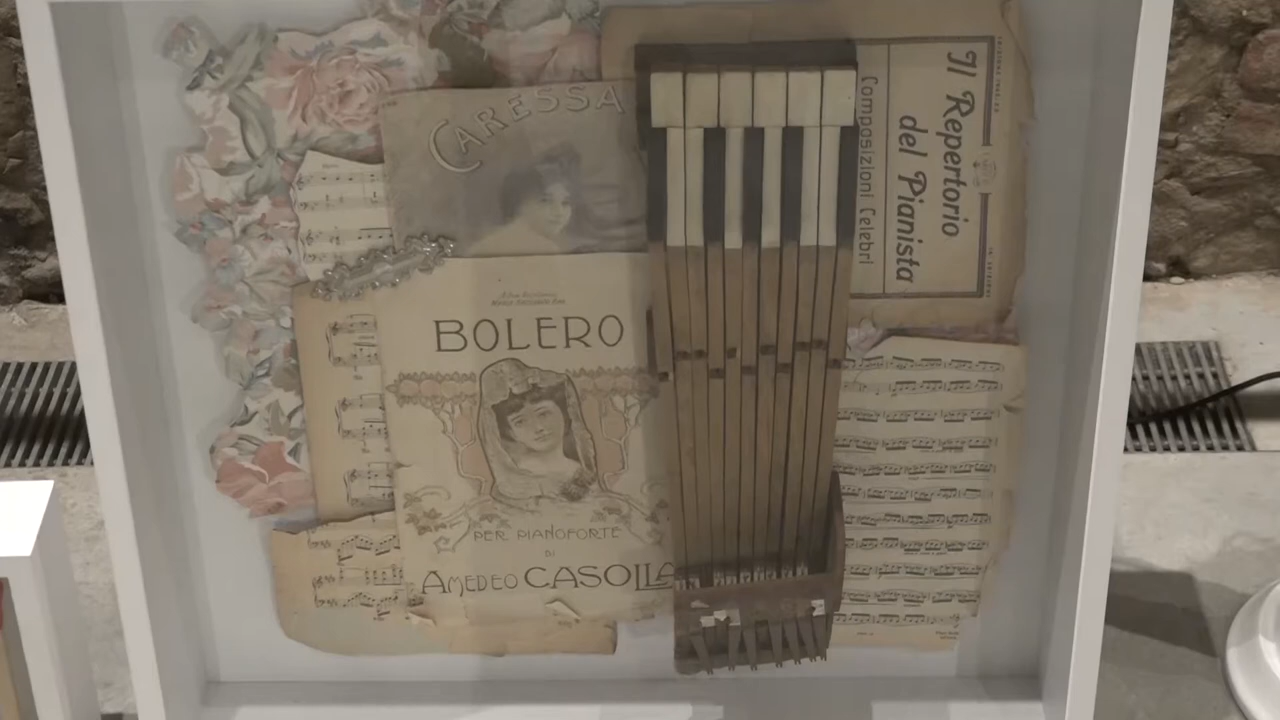 CARESSA
BOLERO
PER PIANOFORTE
DI
AMEDEO CASOLLA
Il Repertorio
del Pianista
Composizioni Celebri